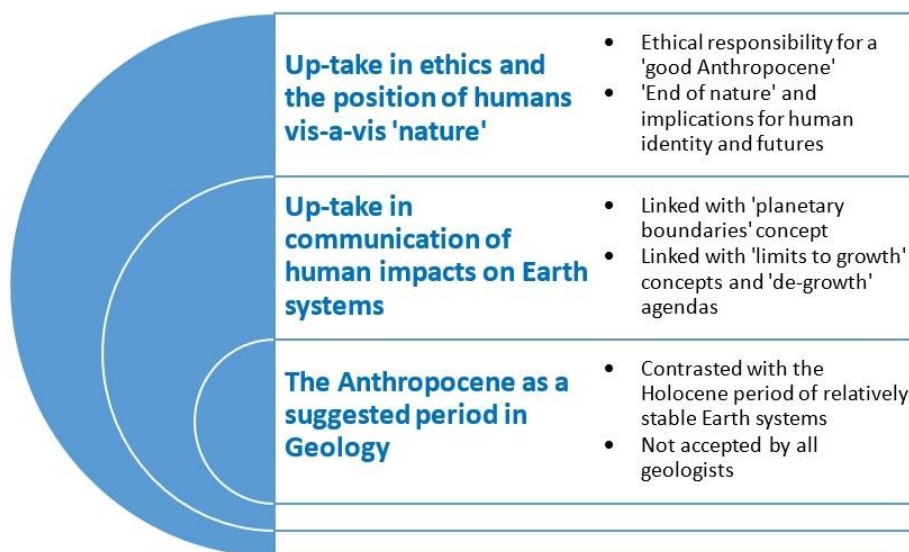 Up-take in ethics and
the position of humans
vis-a-vis 'nature'
• Ethical responsibility for a
'good Anthropocene'
• 'End of nature' and
implications for human
identity and futures
Up-take in
communication of
human impacts on Earth
systems
• Linked with 'planetary
boundaries' concept
• Linked with 'limits to growth'
concepts and 'de-growth'
agendas
The Anthropocene as a
suggested period in
Geology
• Contrasted with the
Holocene period of relatively
stable Earth systems
• Not accepted by all
geologists